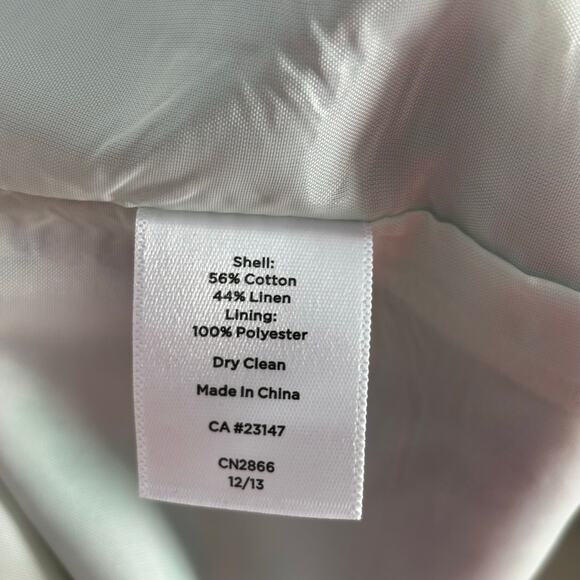 Shell:
56% Cotton
44% Linen
Lining:
100% Polyester
Dry Clean
Made In China
CA #23147
CN2866
12/13